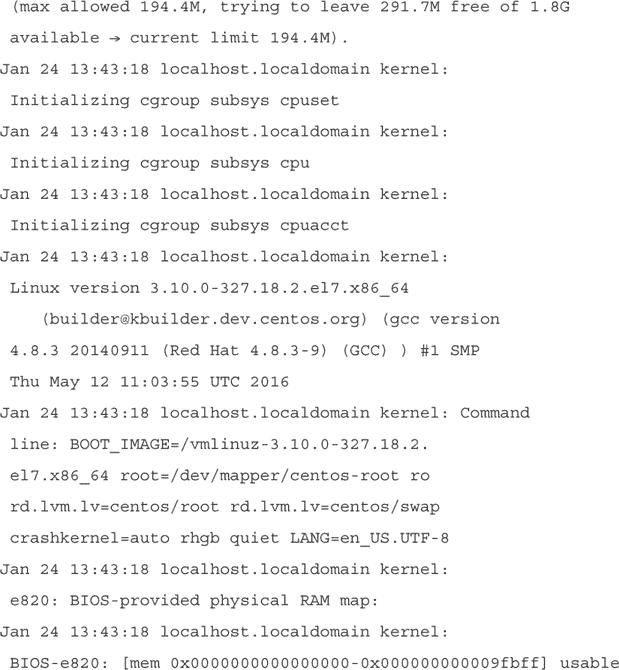 (max allowed 194.4M, trying to leave 291.7M free of 1.8G
available → current limit 194.4M).
Jan 24 13:43:18 localhost.localdomain kernel:
Initializing cgroup subsys cpuset
Jan 24 13:43:18 localhost.localdomain kernel:
Initializing cgroup subsys cpu
Jan 24 13:43:18 localhost.localdomain kernel:
Initializing cgroup subsys cpuacct
Jan 24 13:43:18 localhost.localdomain kernel:
Linux version 3.10.0-327.18.2.el7.x86_64
(builder@kbuilder.dev.centos.org) (gcc version
4.8.3 20140911 (Red Hat 4.8.3-9) (GCC) ) #1 SMP
Thu May 12 11:03:55 UTC 2016
Jan 24 13:43:18 localhost.localdomain kernel: Command
line: BOOT_IMAGE=/vmlinuz-3.10.0-327.18.2.
el7.x86_64 root=/dev/mapper/centos-root ro
rd.lvm.lv=centos/root rd.lvm.lv=centos/swap
crashkernel=auto rhgb quiet LANG=en_US.UTF-8
Jan 24 13:43:18 localhost.localdomain kernel:
e820: BIOS-provided physical RAM map:
Jan 24 13:43:18 localhost.localdomain kernel:
BIOS-e820: [mem 0x0000000000000000-0x000000000009fbff] usable